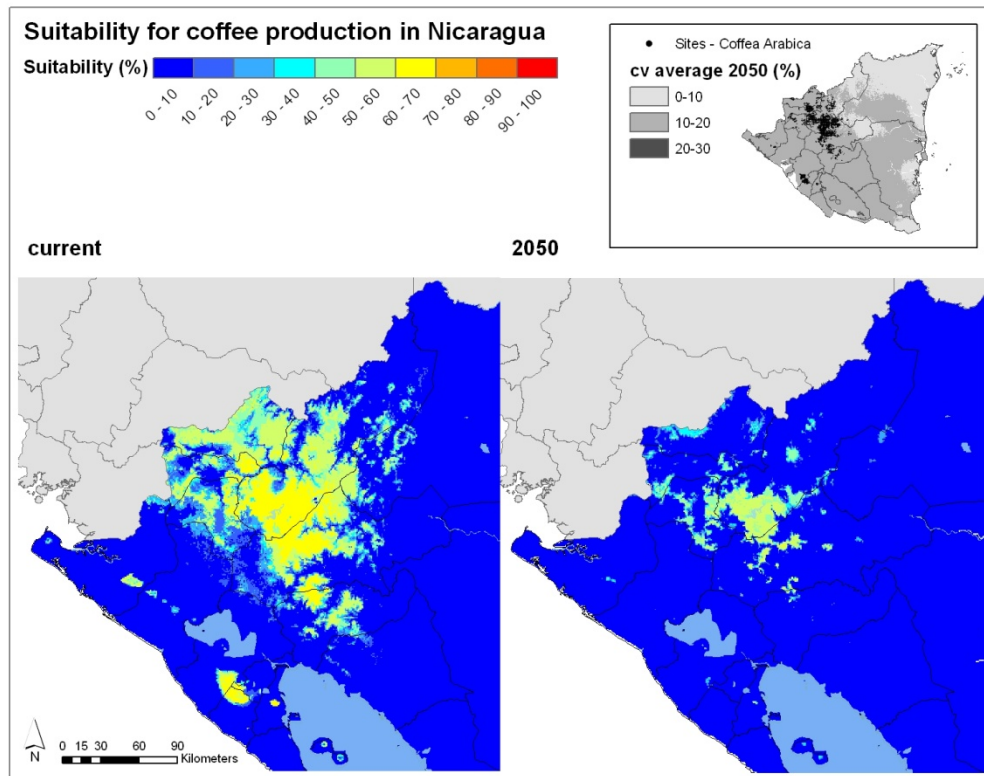 Suitability for coffee production in Nicaragua
Suitability (%)
0 - 10
10 - 20
20 - 30
30 - 40
40 - 50
50 - 60
60 - 70
70 - 80
80 - 90
90 - 100
Sites - Coffea Arabica
cv average 2050 (%)
0-10
10-20
20-30
current
2050
N
0 15 30 60 90
Kilometers